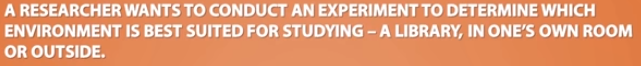 A RESEARCHER WANTS TO CONDUCT AN EXPERIMENT TO DETERMINE WHICH
ENVIRONMENT IS BEST SUITED FOR STUDYING – A LIBRARY, IN ONE'S OWN ROOM
OR OUTSIDE.